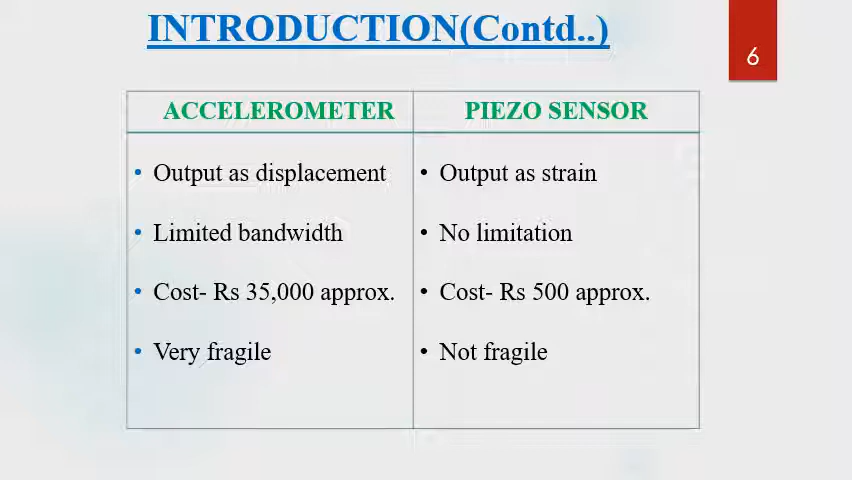 INTRODUCTION(Contd..)
6
ACCELEROMETER PIEZO SENSOR
• Output as displacement • Output as strain
• Limited bandwidth • No limitation
• Cost- Rs 35,000 approx. • Cost- Rs 500 approx.
• Very fragile • Not fragile